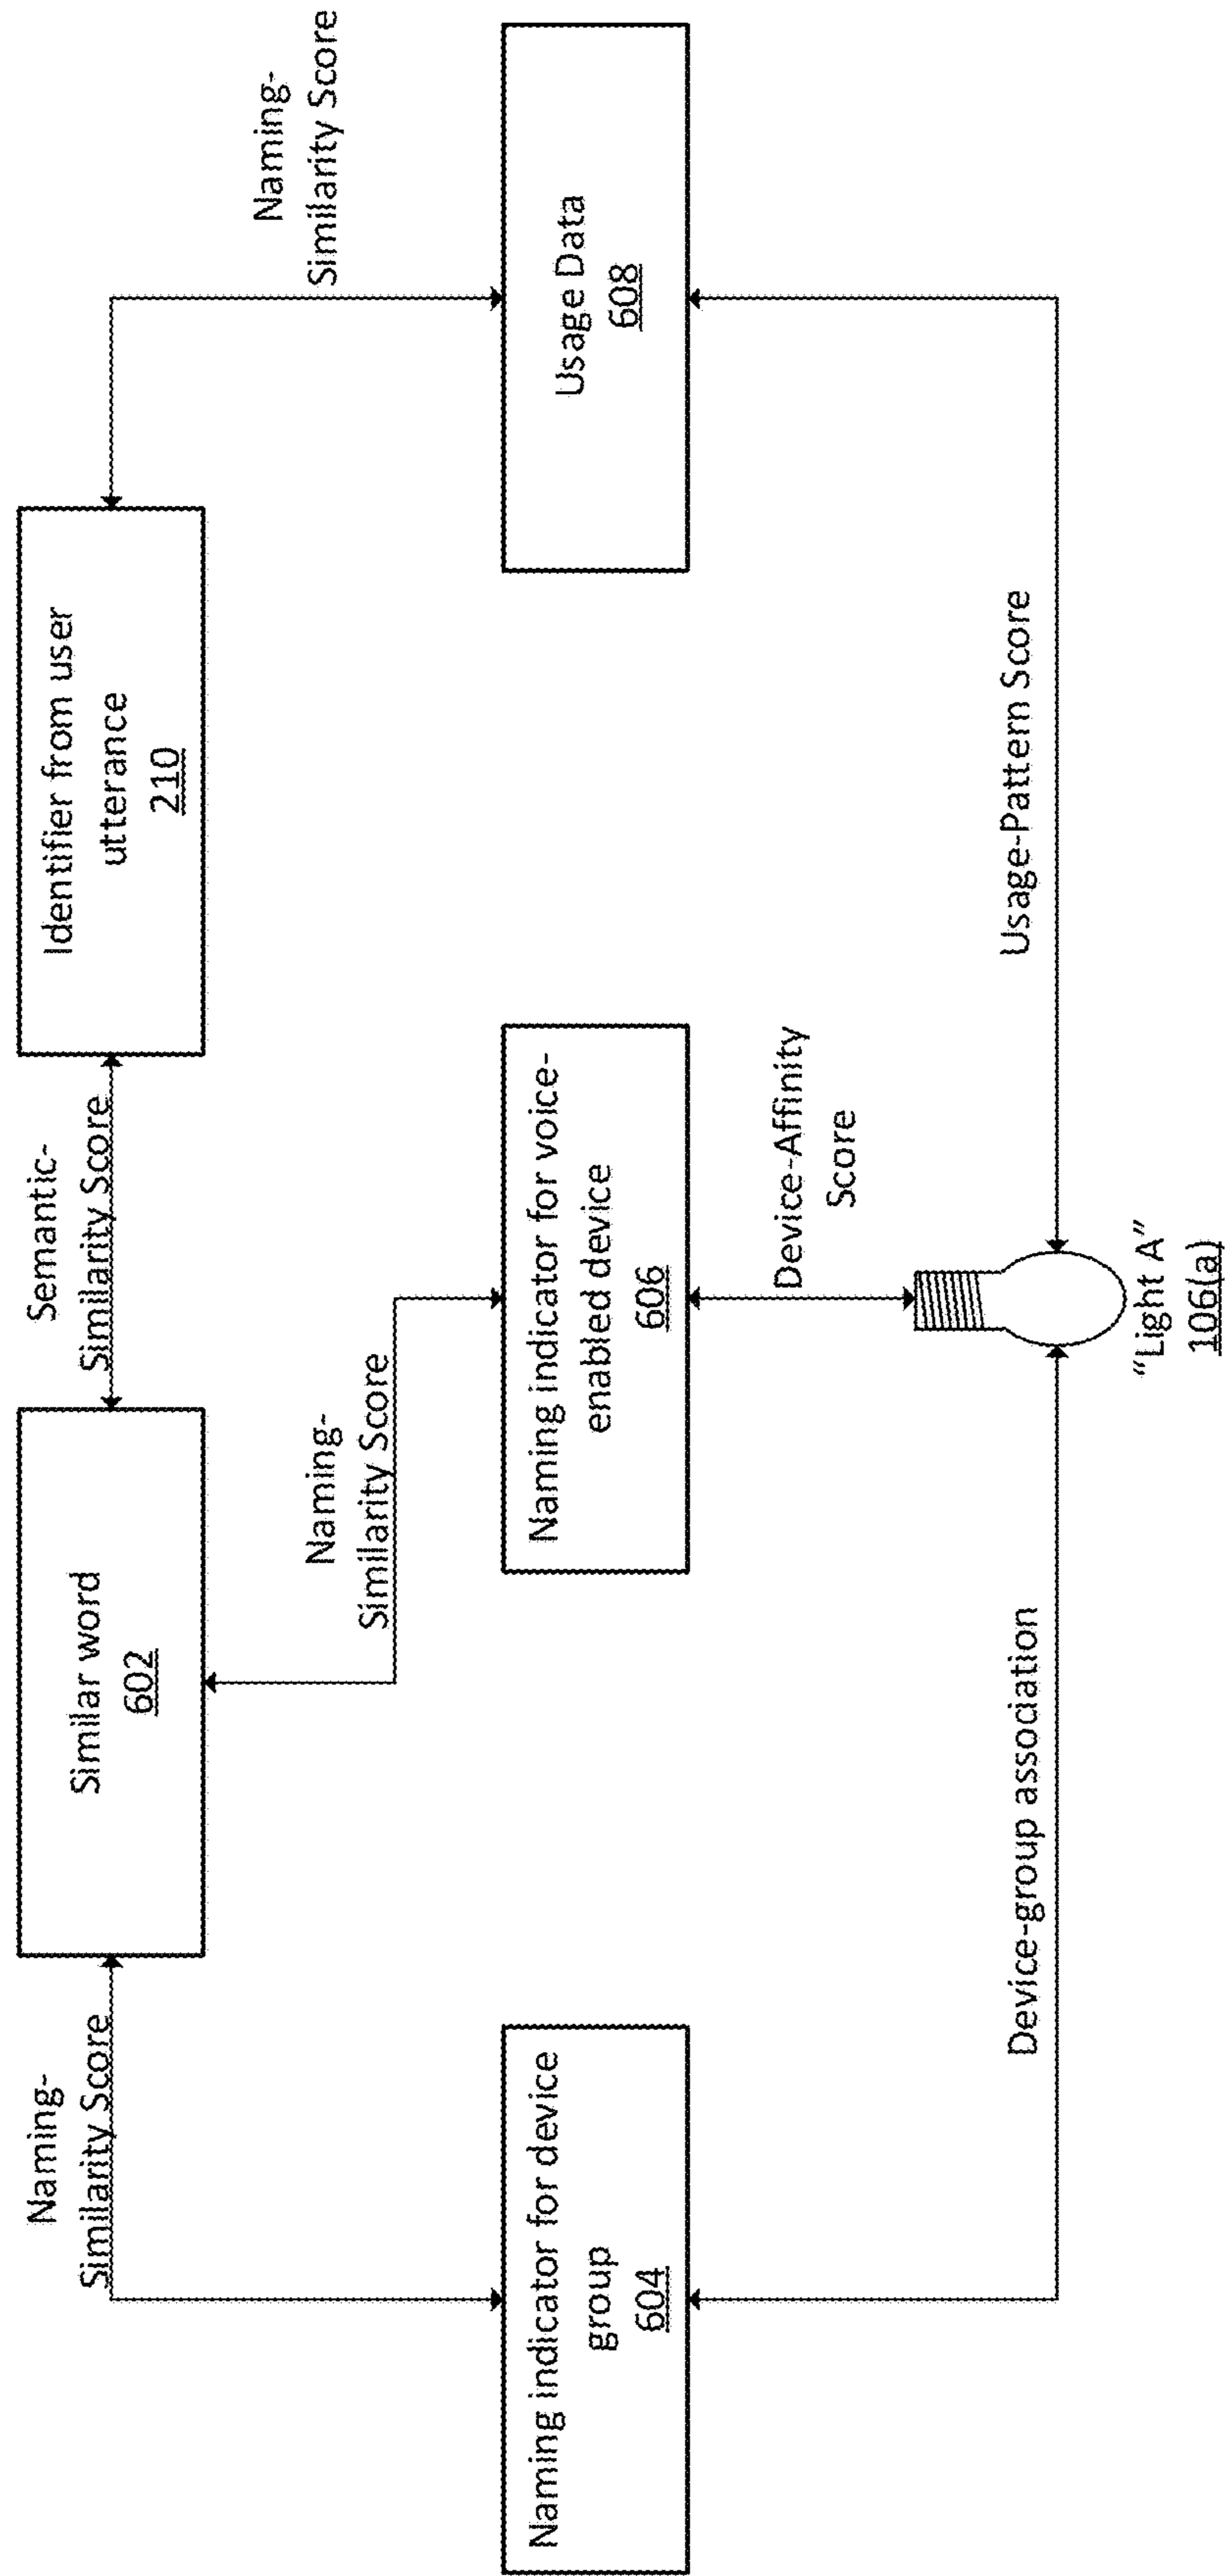 Naming-
Similarity Score
Similar word
602
Semantic-
Similarity Score
Identifier from user
utterance
210
Naming-
Similarity Score
Naming-
Similarity Score
Naming indicator for device
group
604
Naming indicator for voice-
enabled device
606
Usage Data
608
Device-Affinity
Score
Device-group association
Usage-Pattern Score
"Light A"
106(a)